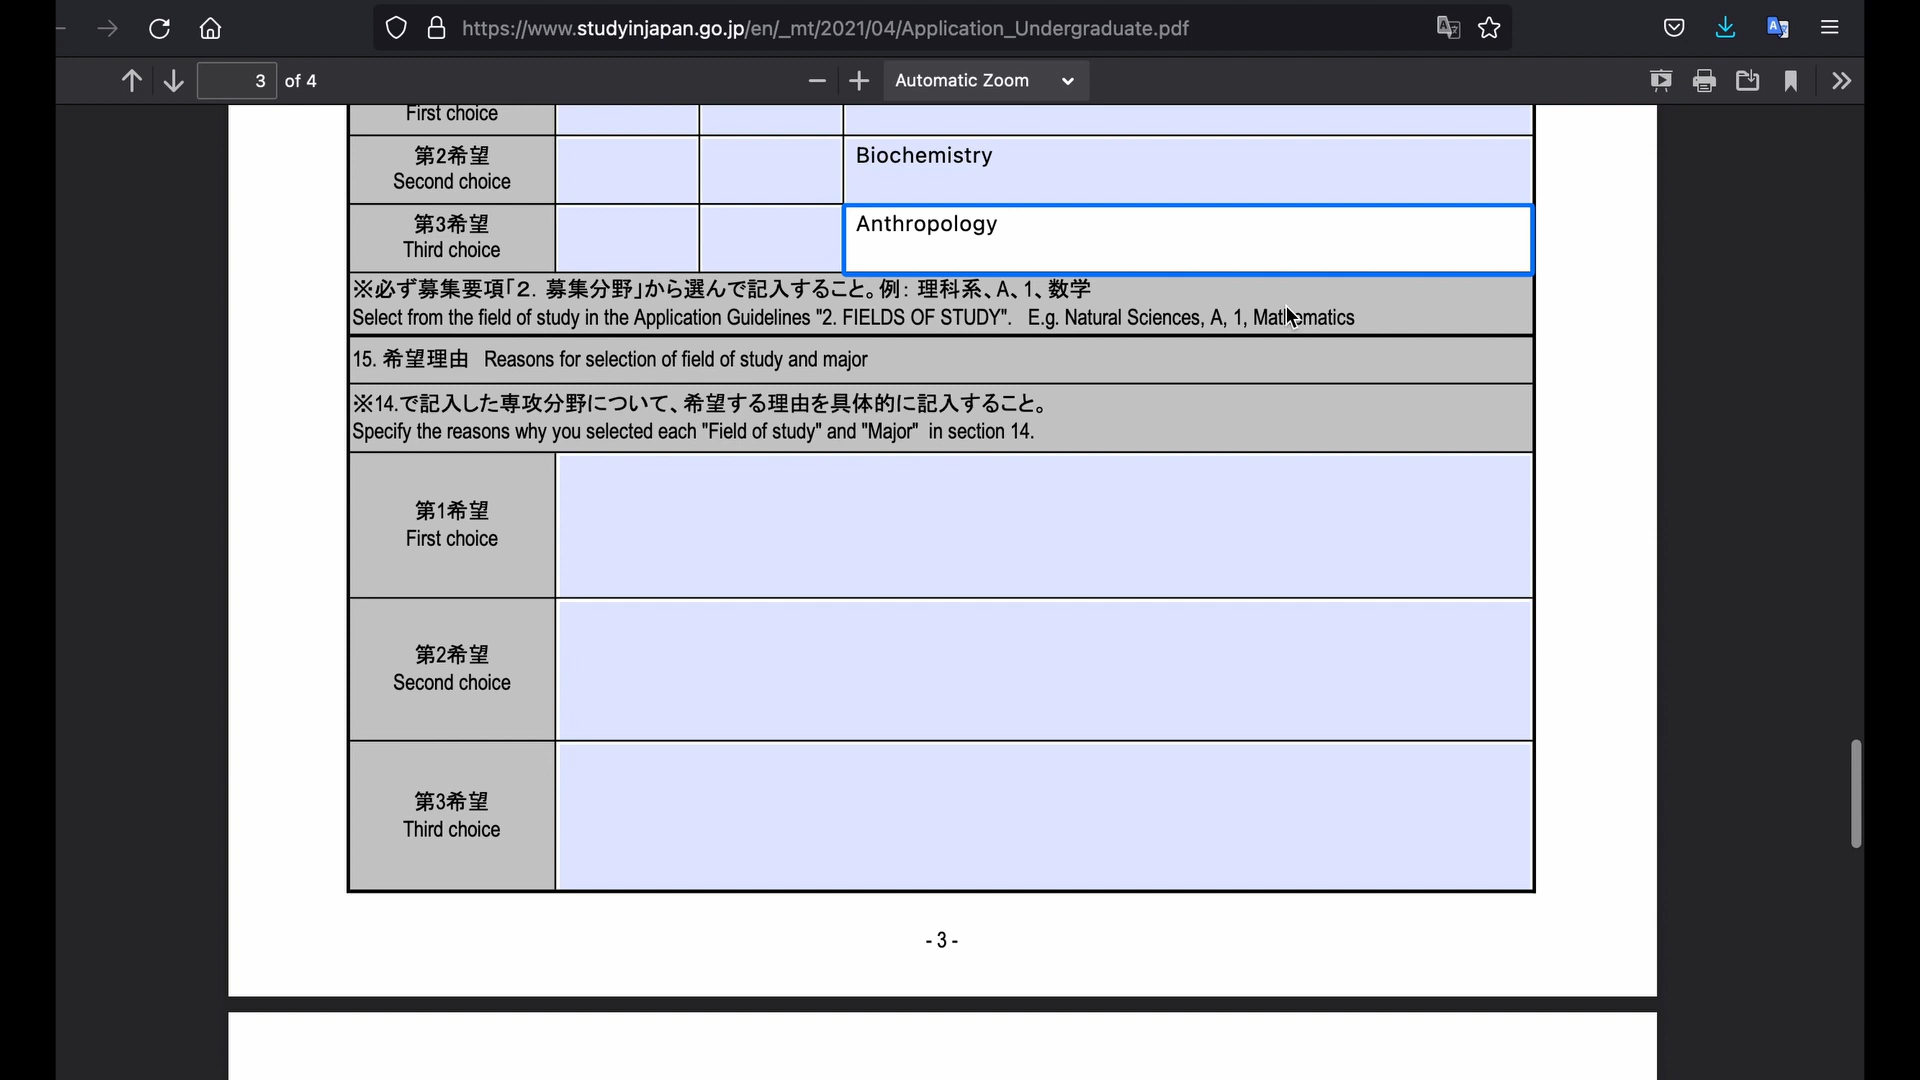 https://www.studyinjapan.go.jp/en/_mt/2021/04/Application_Undergraduate.pdf
3 of 4
Automatic Zoom
First choice
第2希望
Second choice
Biochemistry
第3希望
Third choice
Anthropology
※必ず募集要項「2. 募集分野」から選んで記入すること。例: 理科系、A、1、数学
Select from the field of study in the Application Guidelines "2. FIELDS OF STUDY". E.g. Natural Sciences, A, 1, Mathematics
15. 希望理由 Reasons for selection of field of study and major
※14.で記入した専攻分野について、希望する理由を具体的に記入すること。
Specify the reasons why you selected each "Field of study" and "Major" in section 14.
第1希望
First choice
第2希望
Second choice
第3希望
Third choice
- 3 -